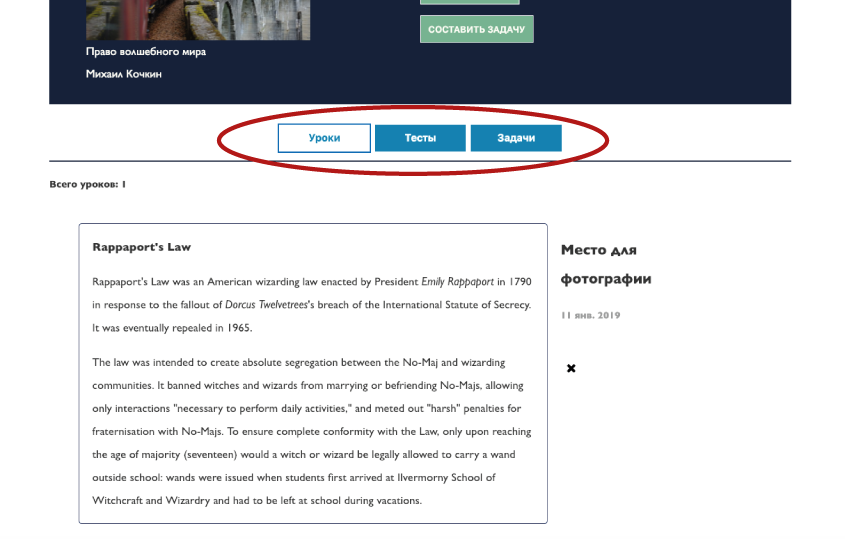 СОСТАВИТЬ ЗАДАЧУ
Право волшебного мира
Михаил Кочкин
Уроки Тесты Задачи
Всего уроков: 1
Rappaport's Law
Rappaport's Law was an American wizarding law enacted by President Emily Rappaport in 1790
in response to the fallout of Dorcus Twelvetrees's breach of the International Statute of Secrecy.
It was eventually repealed in 1965.
The law was intended to create absolute segregation between the No-Maj and wizarding
communities. It banned witches and wizards from marrying or befriending No-Majs, allowing
only interactions "necessary to perform daily activities," and meted out "harsh" penalties for
fraternisation with No-Majs. To ensure complete conformity with the Law, only upon reaching
the age of majority (seventeen) would a witch or wizard be legally allowed to carry a wand
outside school: wands were issued when students first arrived at Ilvermorny School of
Witchcraft and Wizardry and had to be left at school during vacations.
Место для
фотографии
11 янв. 2019